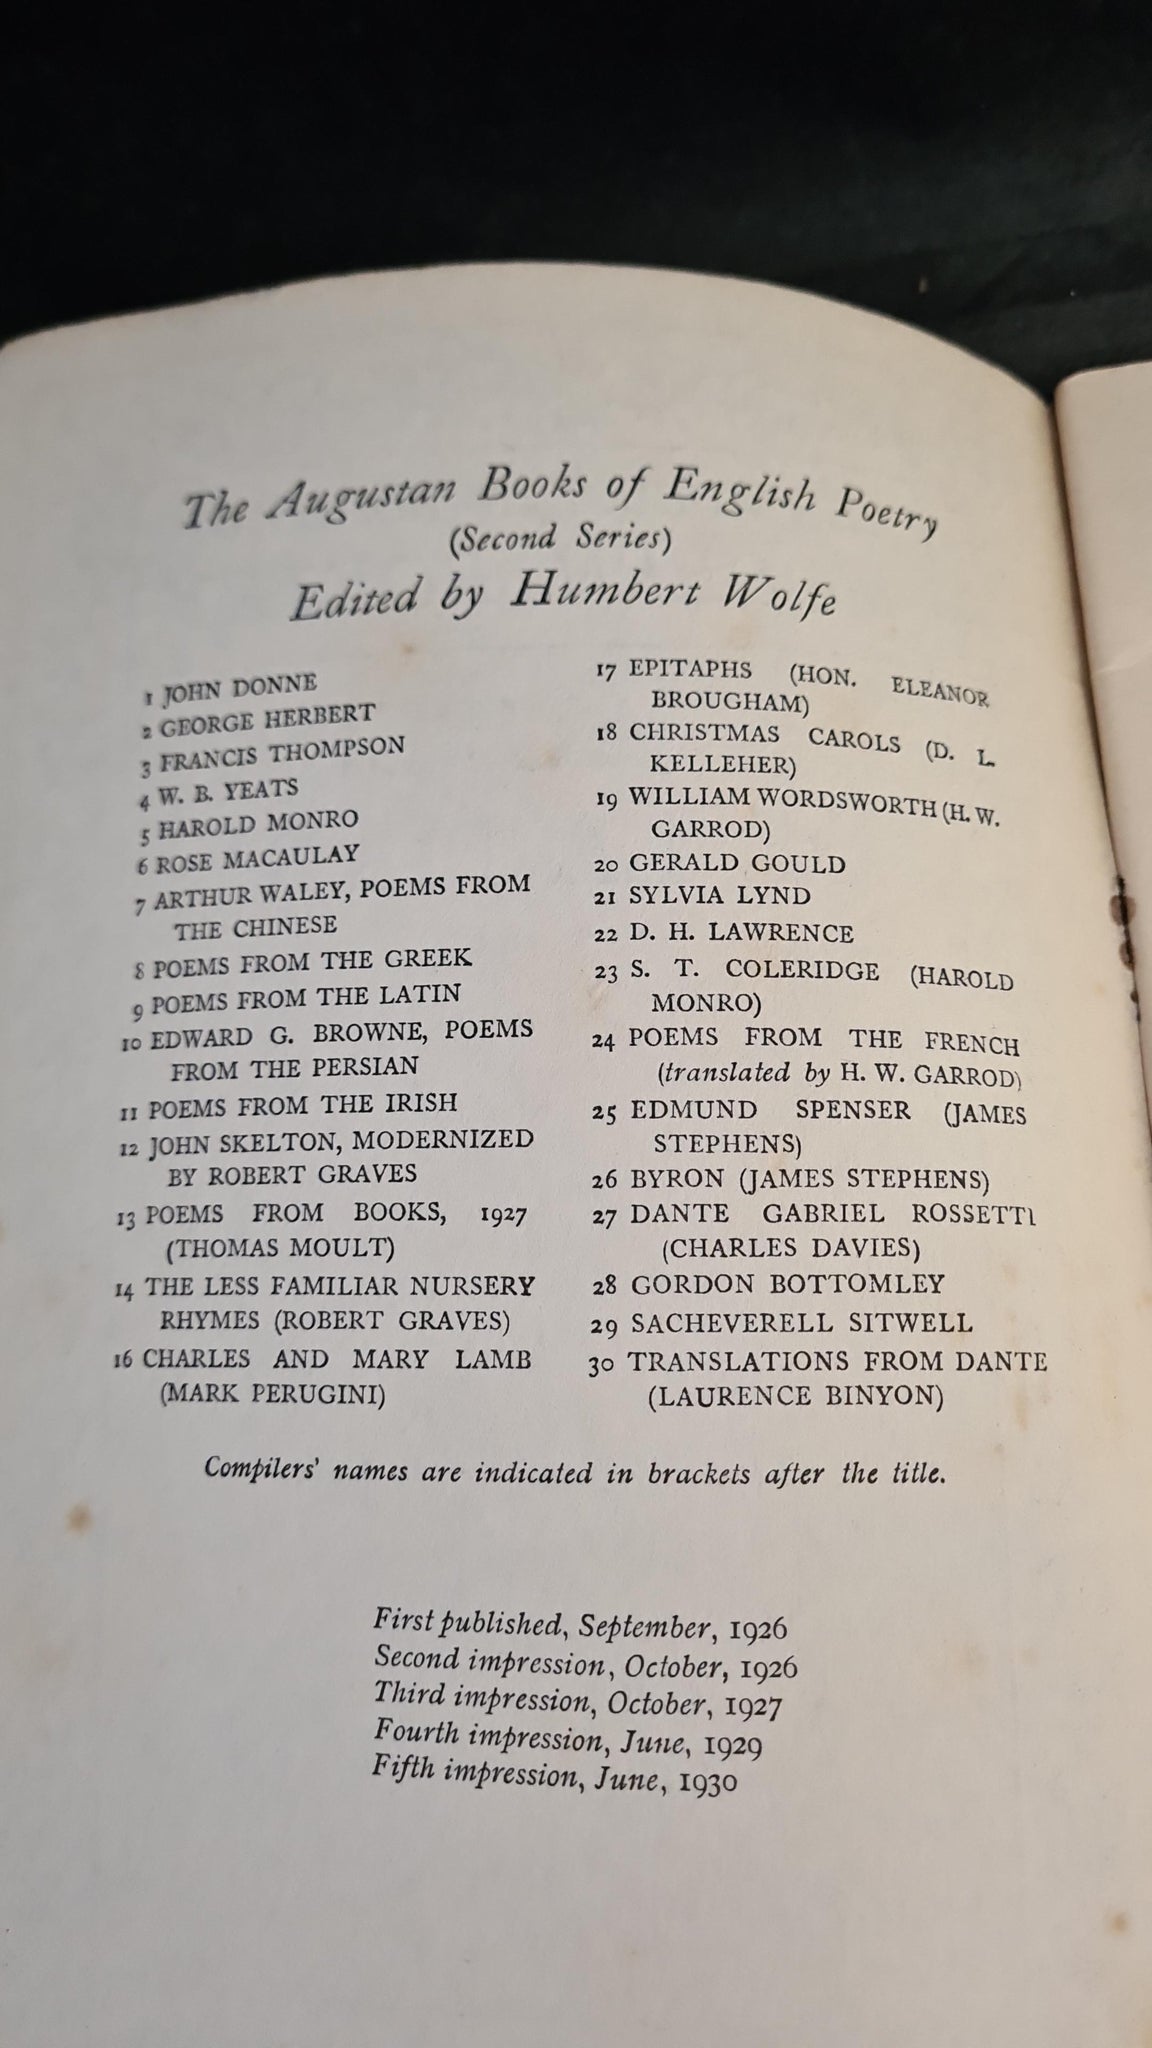 The Augustan Books of English Poetry
(Second Series)
Edited by Humbert Wolfe
1 JOHN DONNE
2 GEORGE HERBERT
3 FRANCIS THOMPSON
4 W. B. YEATS
5 HAROLD MONRO
6 ROSE MACAULAY
7 ARTHUR WALEY, POEMS FROM
THE CHINESE
8 POEMS FROM THE GREEK
9 POEMS FROM THE LATIN
10 EDWARD G. BROWNE, POEMS
FROM THE PERSIAN
11 POEMS FROM THE IRISH
12 JOHN SKELTON, MODERNIZED
BY ROBERT GRAVES
13 POEMS FROM BOOKS, 1927
(THOMAS MOULT)
14 THE LESS FAMILIAR NURSERY
RHYMES (ROBERT GRAVES)
16 CHARLES AND MARY LAMB
(MARK PERUGINI)
17 EPITAPHS (HON. ELEANOR
BROUGHAM)
18 CHRISTMAS CAROLS (D. L.
KELLEHER)
19 WILLIAM WORDSWORTH (H. W.
GARROD)
20 GERALD GOULD
21 SYLVIA LYND
22 D. H. LAWRENCE
23 S. T. COLERIDGE (HAROLD
MONRO)
24 POEMS FROM THE FRENCH
(translated by H. W. GARROD)
25 EDMUND SPENSER (JAMES
STEPHENS)
26 BYRON (JAMES STEPHENS)
27 DANTE GABRIEL ROSSETTI
(CHARLES DAVIES)
28 GORDON BOTTOMLEY
29 SACHEVERELL SITWELL
30 TRANSLATIONS FROM DANTE
(LAURENCE BINYON)
Compilers' names are indicated in brackets after the title.
First published, September, 1926
Second impression, October, 1926
Third impression, October, 1927
Fourth impression, June, 1929
Fifth impression, June, 1930